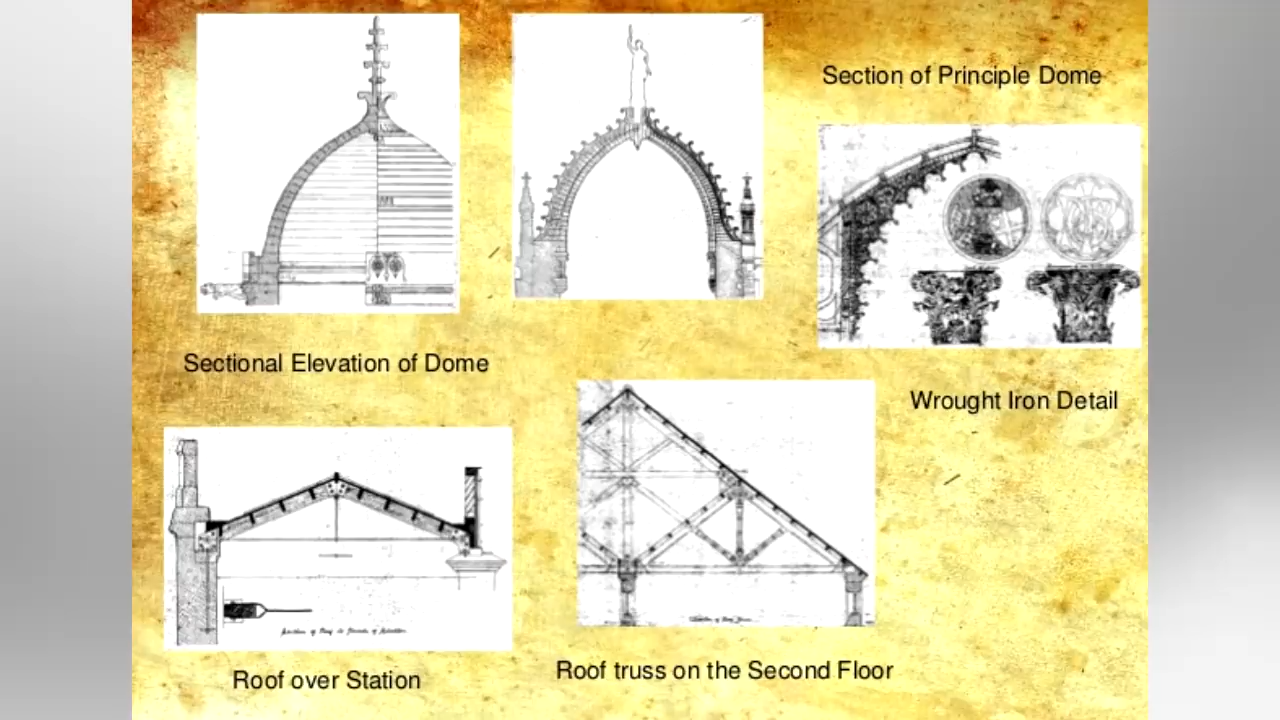 Section of Principle Dome
Sectional Elevation of Dome
Wrought Iron Detail
Roof over Station
Roof truss on the Second Floor